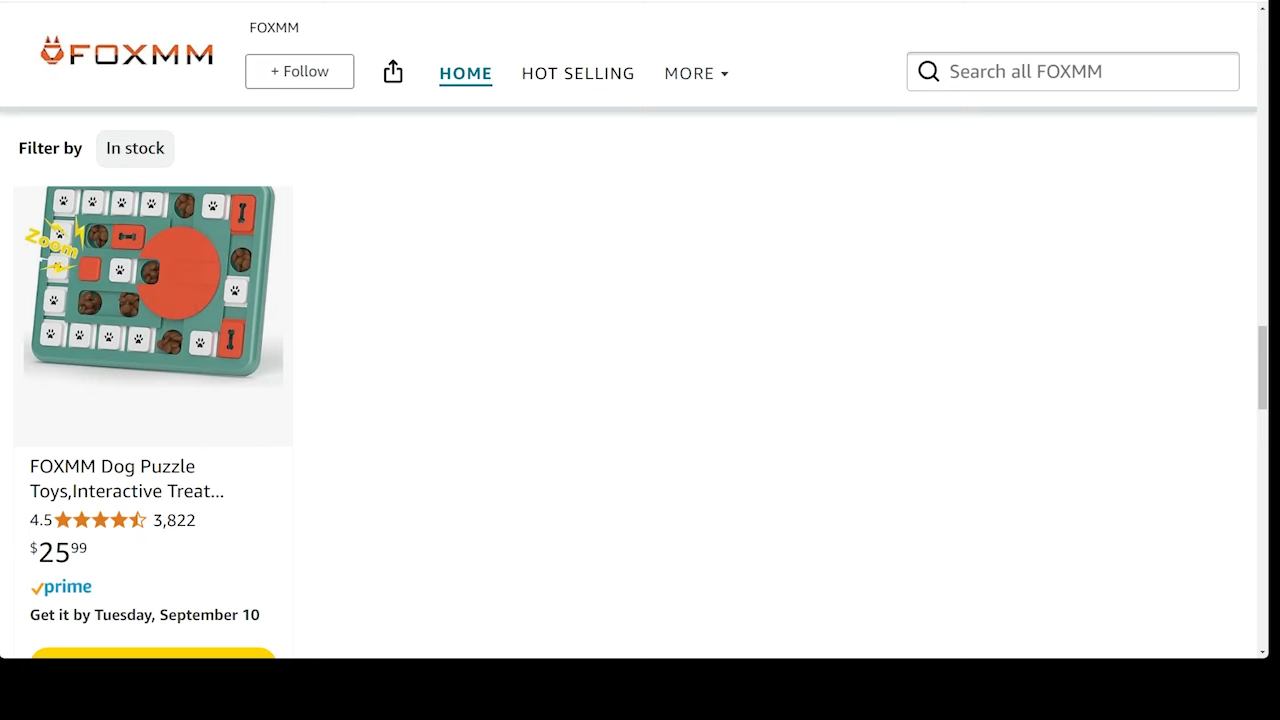 FOXMM
FOXMM
+ Follow
HOME
HOT SELLING
MORE
Search all FOXMM
Filter by
In stock
Zoom
FOXMM Dog Puzzle
Toys,Interactive Treat...
4.5 3,822
$25.99
prime
Get it by Tuesday, September 10